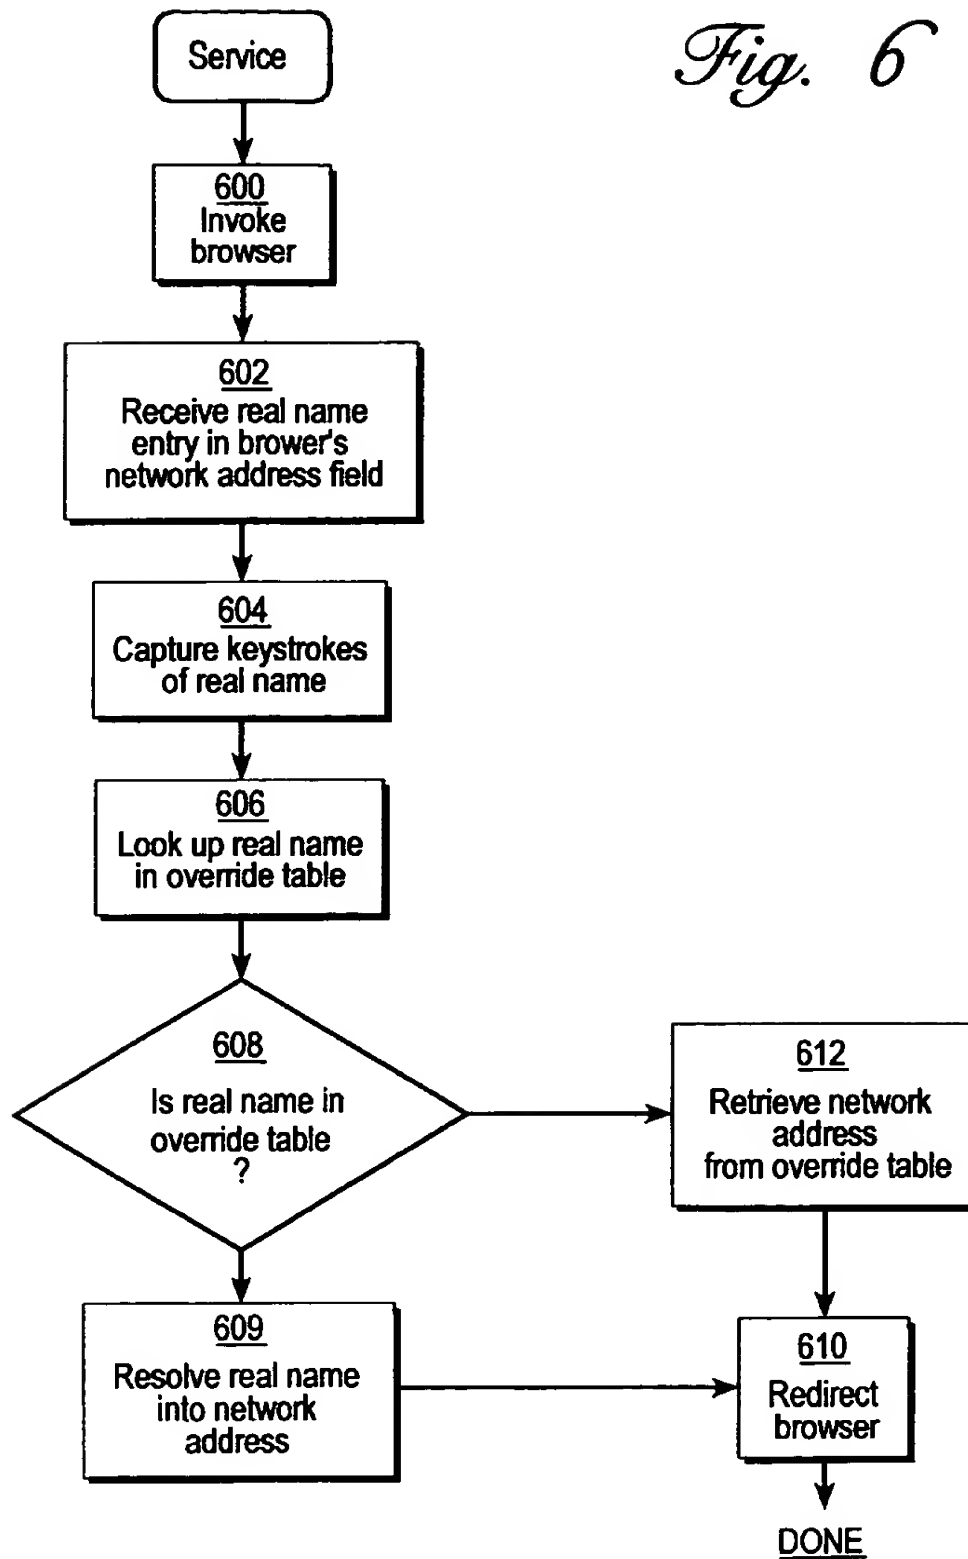 Fig. 6
Service
600
Invoke
browser
602
Receive real name
entry in brower's
network address field
604
Capture keystrokes
of real name
606
Look up real name
in override table
608
Is real name in
override table
?
612
Retrieve network
address
from override table
609
Resolve real name
into network
address
610
Redirect
browser
DONE